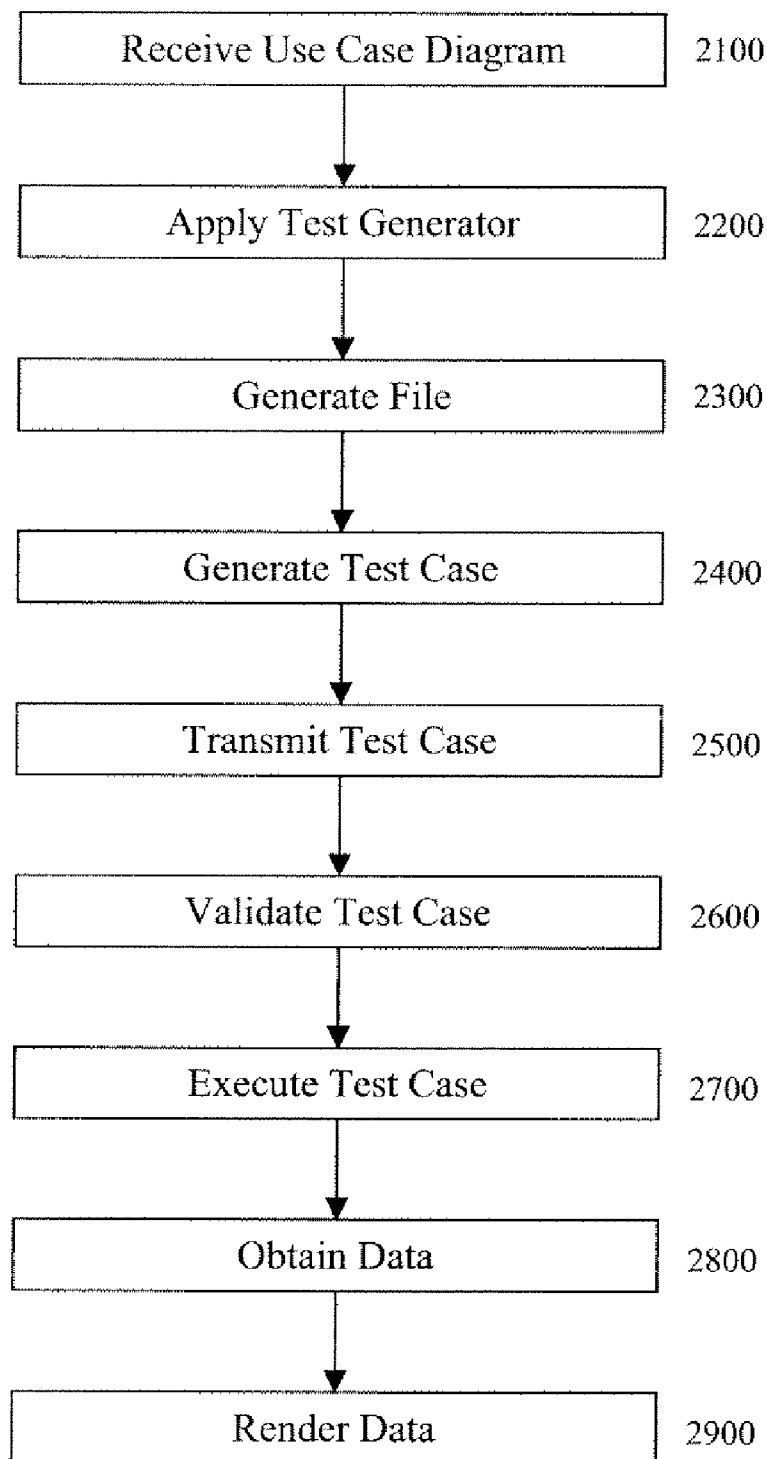 Receive Use Case Diagram 2100
Apply Test Generator 2200
Generate File 2300
Generate Test Case 2400
Transmit Test Case 2500
Validate Test Case 2600
Execute Test Case 2700
Obtain Data 2800
Render Data 2900